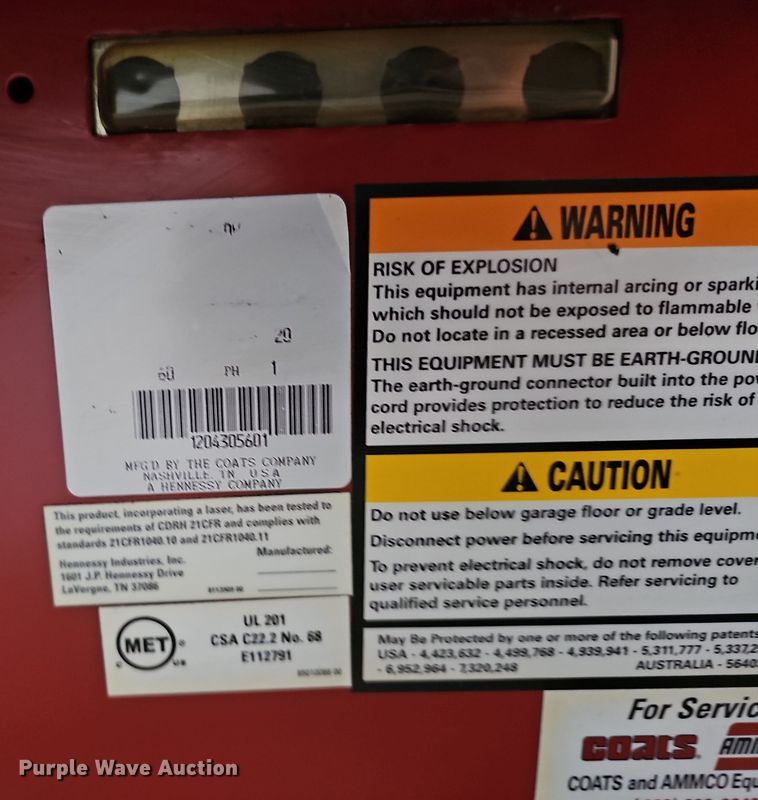 20
60 PH 1
1204305601
MFG'D BY THE COATS COMPANY
NASHVILLE, TN USA
A HENNESSY COMPANY
This product, incorporating a laser, has been tested to
the requirements of CDRH 21CFR and complies with
standards 21CFR1040.10 and 21CFR1040.11
Manufactured:
Hennessy Industries, Inc.
1601 J.P. Hennessy Drive
LaVergne, TN 37086
MET
C US
UL 201
CSA C22.2 No. 68
E112791
WARNING
RISK OF EXPLOSION
This equipment has internal arcing or sparki
which should not be exposed to flammable
Do not locate in a recessed area or below flo
THIS EQUIPMENT MUST BE EARTH-GROUN
The earth-ground connector built into the po
cord provides protection to reduce the risk of
electrical shock.
CAUTION
Do not use below garage floor or grade level.
Disconnect power before servicing this equipm
To prevent electrical shock, do not remove cover
user servicable parts inside. Refer servicing to
qualified service personnel.
May Be Protected by one or more of the following patents
USA - 4,423,632 - 4,499,768 - 4,939,941 - 5,311,777 - 5,337,2
- 6,952,964 - 7,320,248 AUSTRALIA - 5640
For Servic
COATS AMM
COATS and AMMCO Equ
Purple Wave Auction